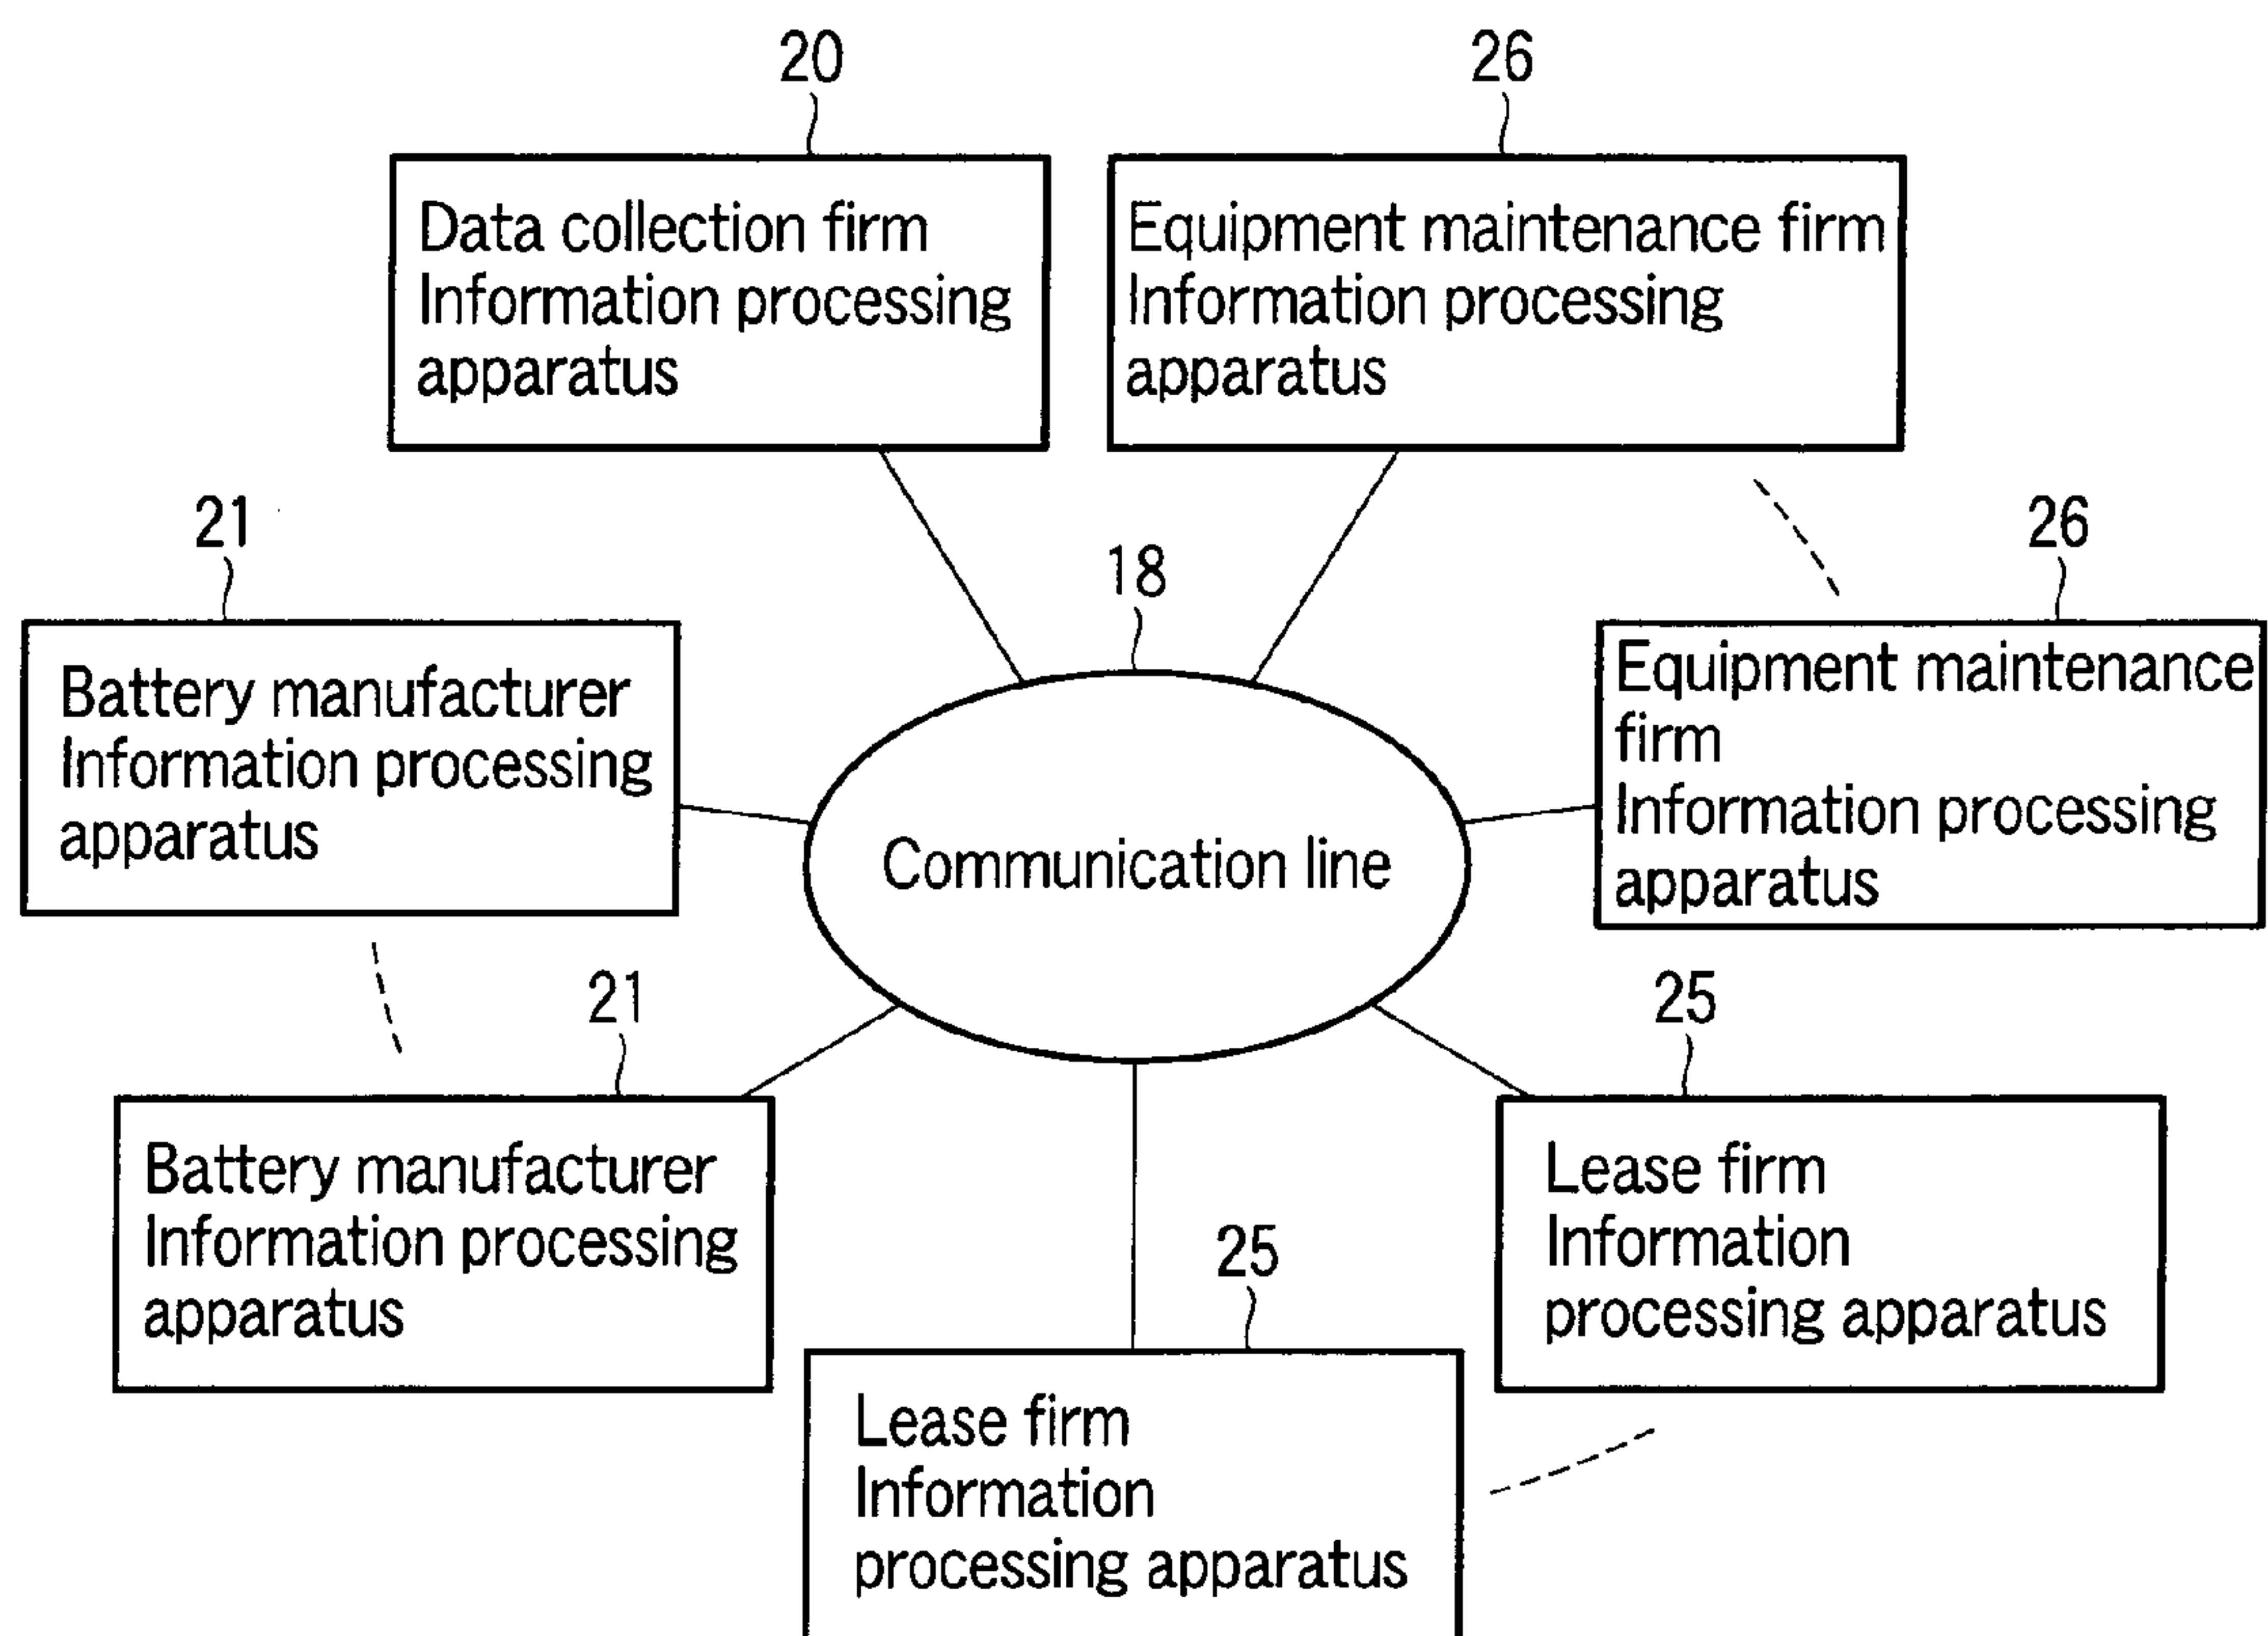 20
Data collection firm
Information processing
apparatus
26
Equipment maintenance firm
Information processing
apparatus
21
Battery manufacturer
Information processing
apparatus
18
Communication line
26
Equipment maintenance
firm
Information processing
apparatus
21
Battery manufacturer
Information processing
apparatus
25
Lease firm
Information
processing apparatus
25
Lease firm
Information
processing apparatus